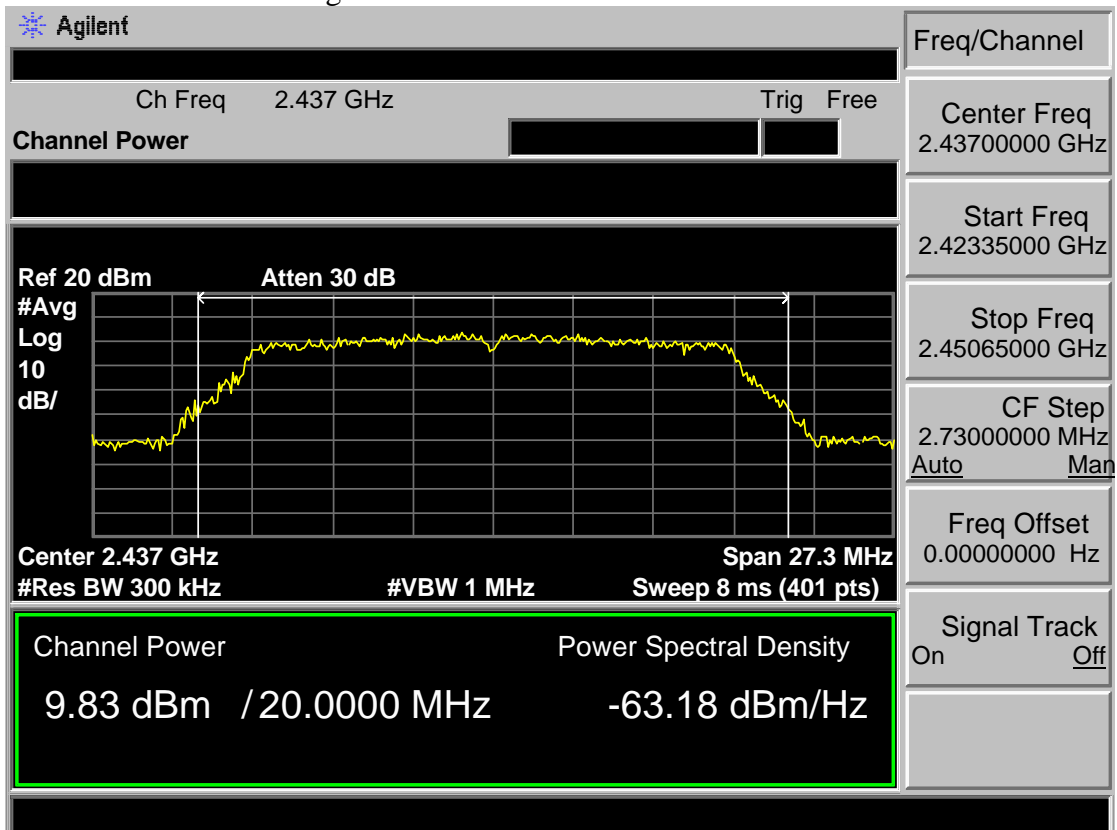 Agilent
Freq/Channel
Ch Freq 2.437 GHz Trig Free
Channel Power
Center Freq
2.43700000 GHz
Start Freq
2.42335000 GHz
Stop Freq
2.45065000 GHz
CF Step
2.73000000 MHz
Auto Man
Freq Offset
0.00000000 Hz
Signal Track
On Off
Ref 20 dBm Atten 30 dB
#Avg
Log
10
dB/
Center 2.437 GHz Span 27.3 MHz
#Res BW 300 kHz #VBW 1 MHz Sweep 8 ms (401 pts)
Channel Power Power Spectral Density
9.83 dBm / 20.0000 MHz -63.18 dBm/Hz